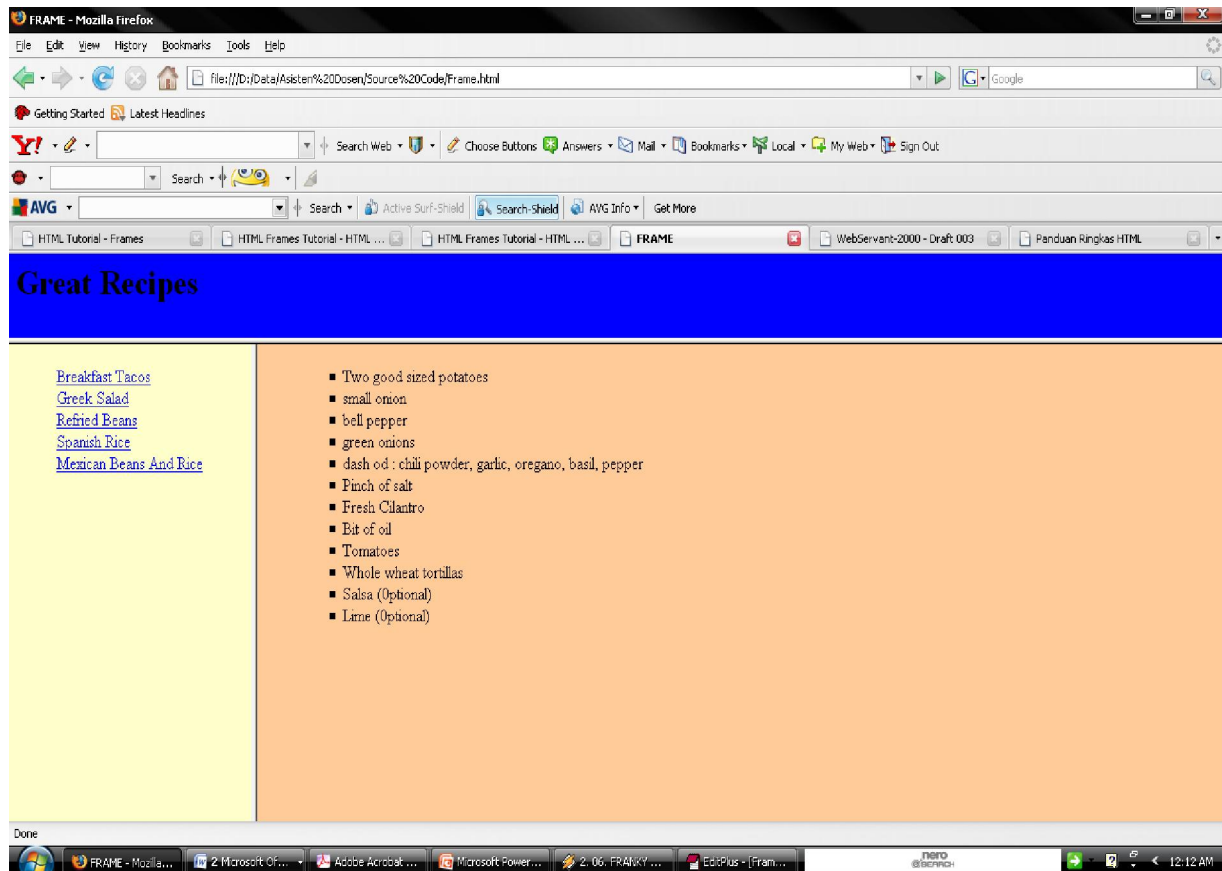 FRAME - Mozilla Firefox
File Edit View History Bookmarks Tools Help
file:///D:/Data/Asisten%20Dosen/Source%20Code/Frame.html
G Google
Getting Started Latest Headlines
Y! Search Web Choose Buttons Answers Mail Bookmarks Local My Web Sign Out
Search
AVG Search Active Surf-Shield Search-Shield AVG Info Get More
HTML Tutorial - Frames HTML Frames Tutorial - HTML ... HTML Frames Tutorial - HTML ... FRAME WebServant-2000 - Draft 003 Panduan Ringkas HTML
Great Recipes
Breakfast Tacos
Greek Salad
Refried Beans
Spanish Rice
Mexican Beans And Rice
Two good sized potatoes
small onion
bell pepper
green onions
dash od : chili powder, garlic, oregano, basil, pepper
Pinch of salt
Fresh Cilantro
Bit of oil
Tomatoes
Whole wheat tortillas
Salsa (0ptional)
Lime (0ptional)
Done
FRAME - Mozilla... 2 Microsoft Of... Adobe Acrobat ... Microsoft Power... 2. 06. FRANKY ... EditPlus - [Fram... nero SEARCH 12:12 AM